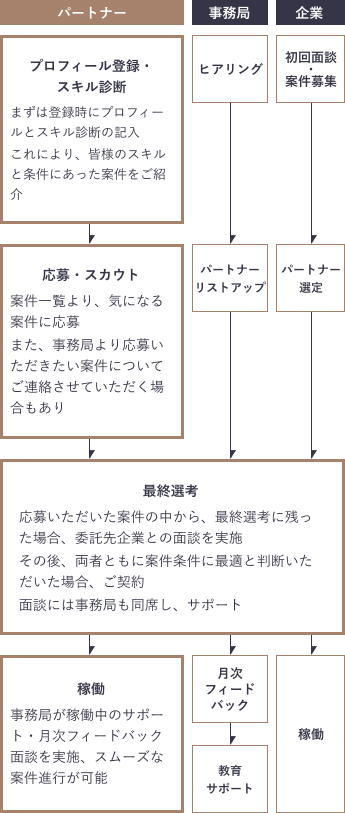 パートナー
事務局
企業
プロフィール登録・
スキル診断
まずは登録時にプロフィー
ルとスキル診断の記入
これにより、皆様のスキル
と条件にあった案件をご紹
介
ヒアリング
初回面談
・
案件募集
応募・スカウト
案件一覧より、気になる
案件に応募
また、事務局より応募い
ただきたい案件について
ご連絡させていただく場
合もあり
パートナー
リストアップ
パートナー
選定
最終選考
応募いただいた案件の中から、最終選考に残っ
た場合、委託先企業との面談を実施
その後、両者ともに案件条件に最適と判断いた
だいた場合、ご契約
面談には事務局も同席し、サポート
稼働
事務局が稼働中のサポー
ト・月次フィードバック
面談を実施、スムーズな
案件進行が可能
月次
フィード
バック
教育
サポート
稼働